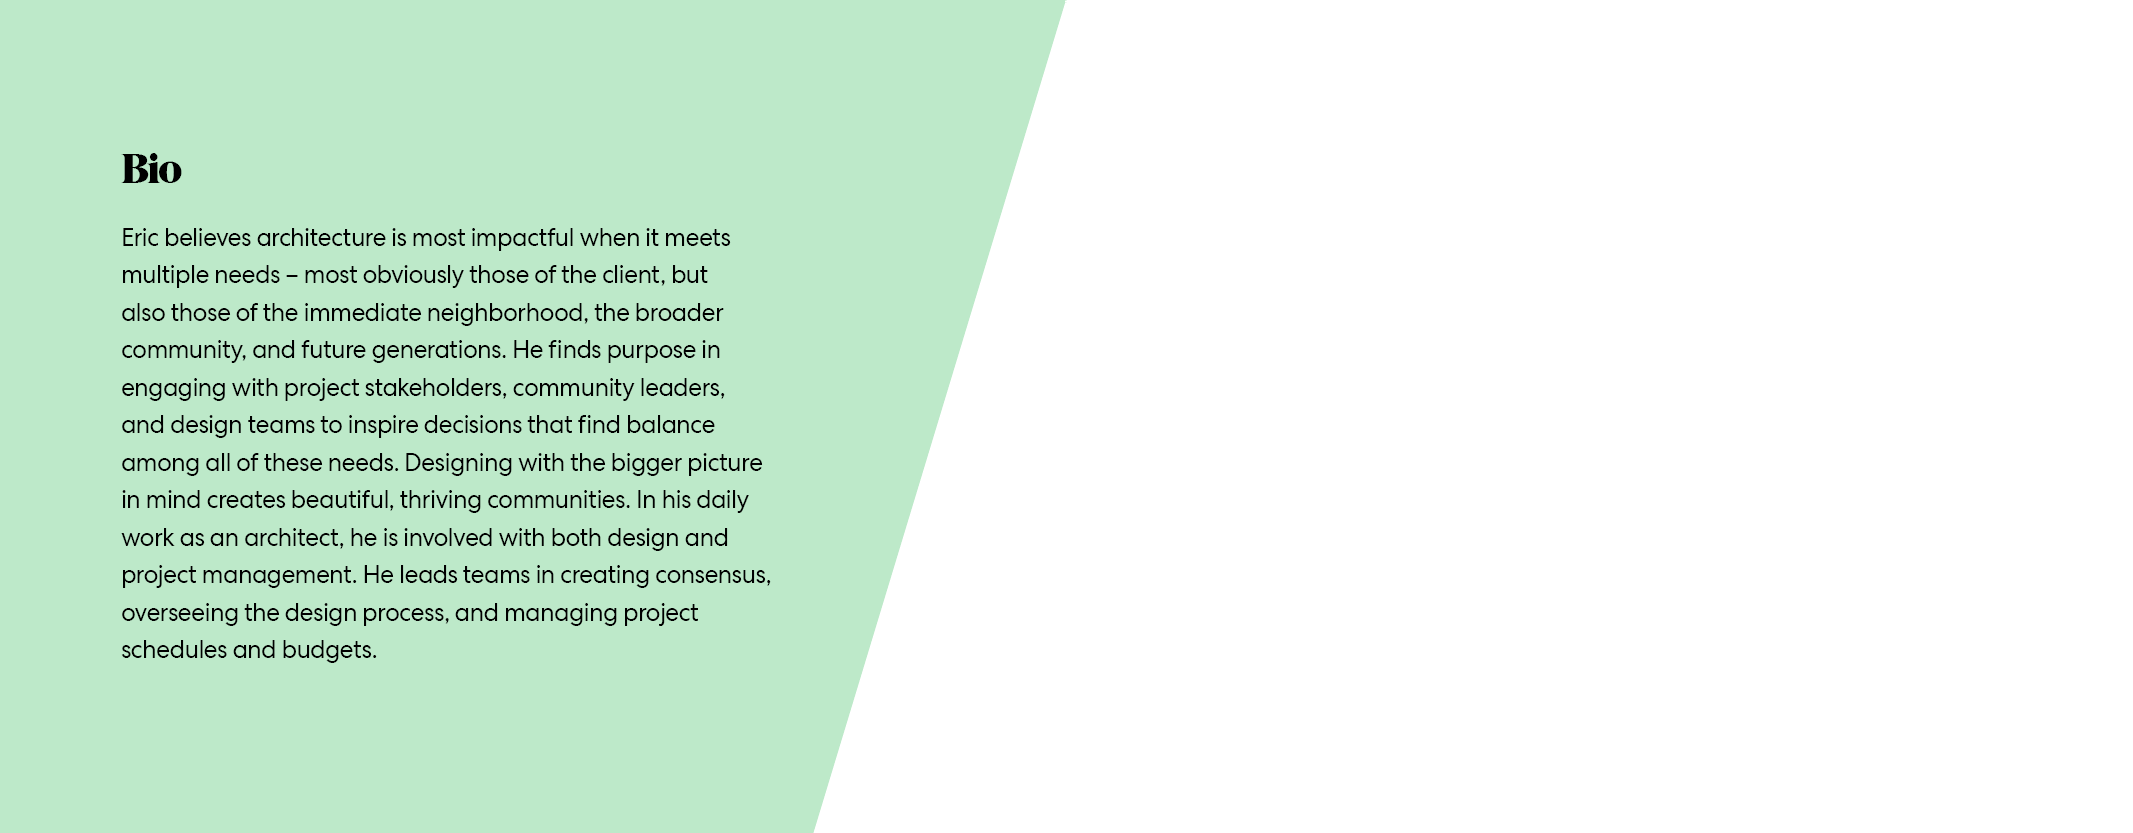 Bio
Eric believes architecture is most impactful when it meets
multiple needs – most obviously those of the client, but
also those of the immediate neighborhood, the broader
community, and future generations. He finds purpose in
engaging with project stakeholders, community leaders,
and design teams to inspire decisions that find balance
among all of these needs. Designing with the bigger picture
in mind creates beautiful, thriving communities. In his daily
work as an architect, he is involved with both design and
project management. He leads teams in creating consensus,
overseeing the design process, and managing project
schedules and budgets.